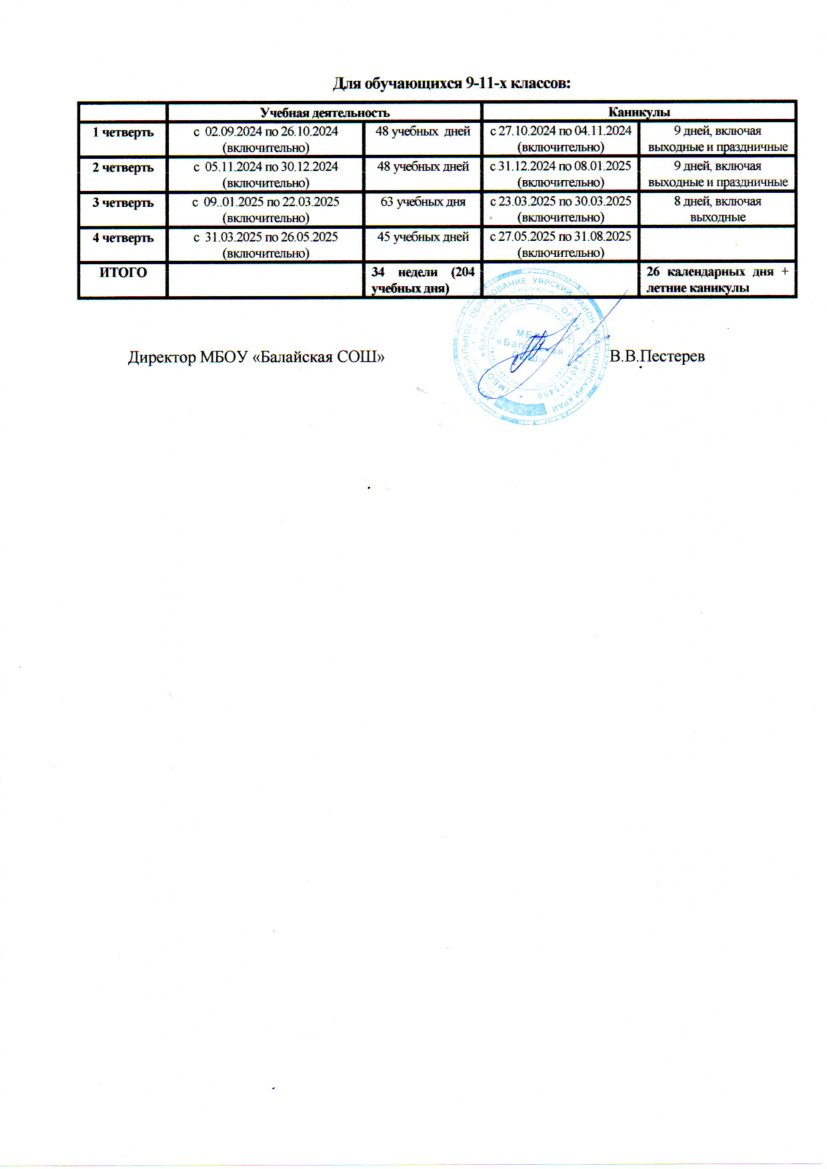 Для обучающихся 9-11-х классов:
Учебная деятельность Каникулы
1 четверть с 02.09.2024 по 26.10.2024 48 учебных дней с 27.10.2024 по 04.11.2024 9 дней, включая
(включительно) (включительно) выходные и праздничные
2 четверть с 05.11.2024 по 30.12.2024 48 учебных дней с 31.12.2024 по 08.01.2025 9 дней, включая
(включительно) (включительно) выходные и праздничные
3 четверть с 09..01.2025 по 22.03.2025 63 учебных дня с 23.03.2025 по 30.03.2025 8 дней, включая
(включительно) (включительно) выходные
4 четверть с 31.03.2025 по 26.05.2025 45 учебных дней с 27.05.2025 по 31.08.2025
(включительно) (включительно)
ИТОГО 34 недели (204 26 календарных дня +
учебных дня) летние каникулы
Директор МБОУ «Балайская СОШ» В.В.Пестерев
ОБРАЗОВАНИЕ УЯРСКИЙ РАЙОН КРАСНОЯРСКИЙ КРАЙ